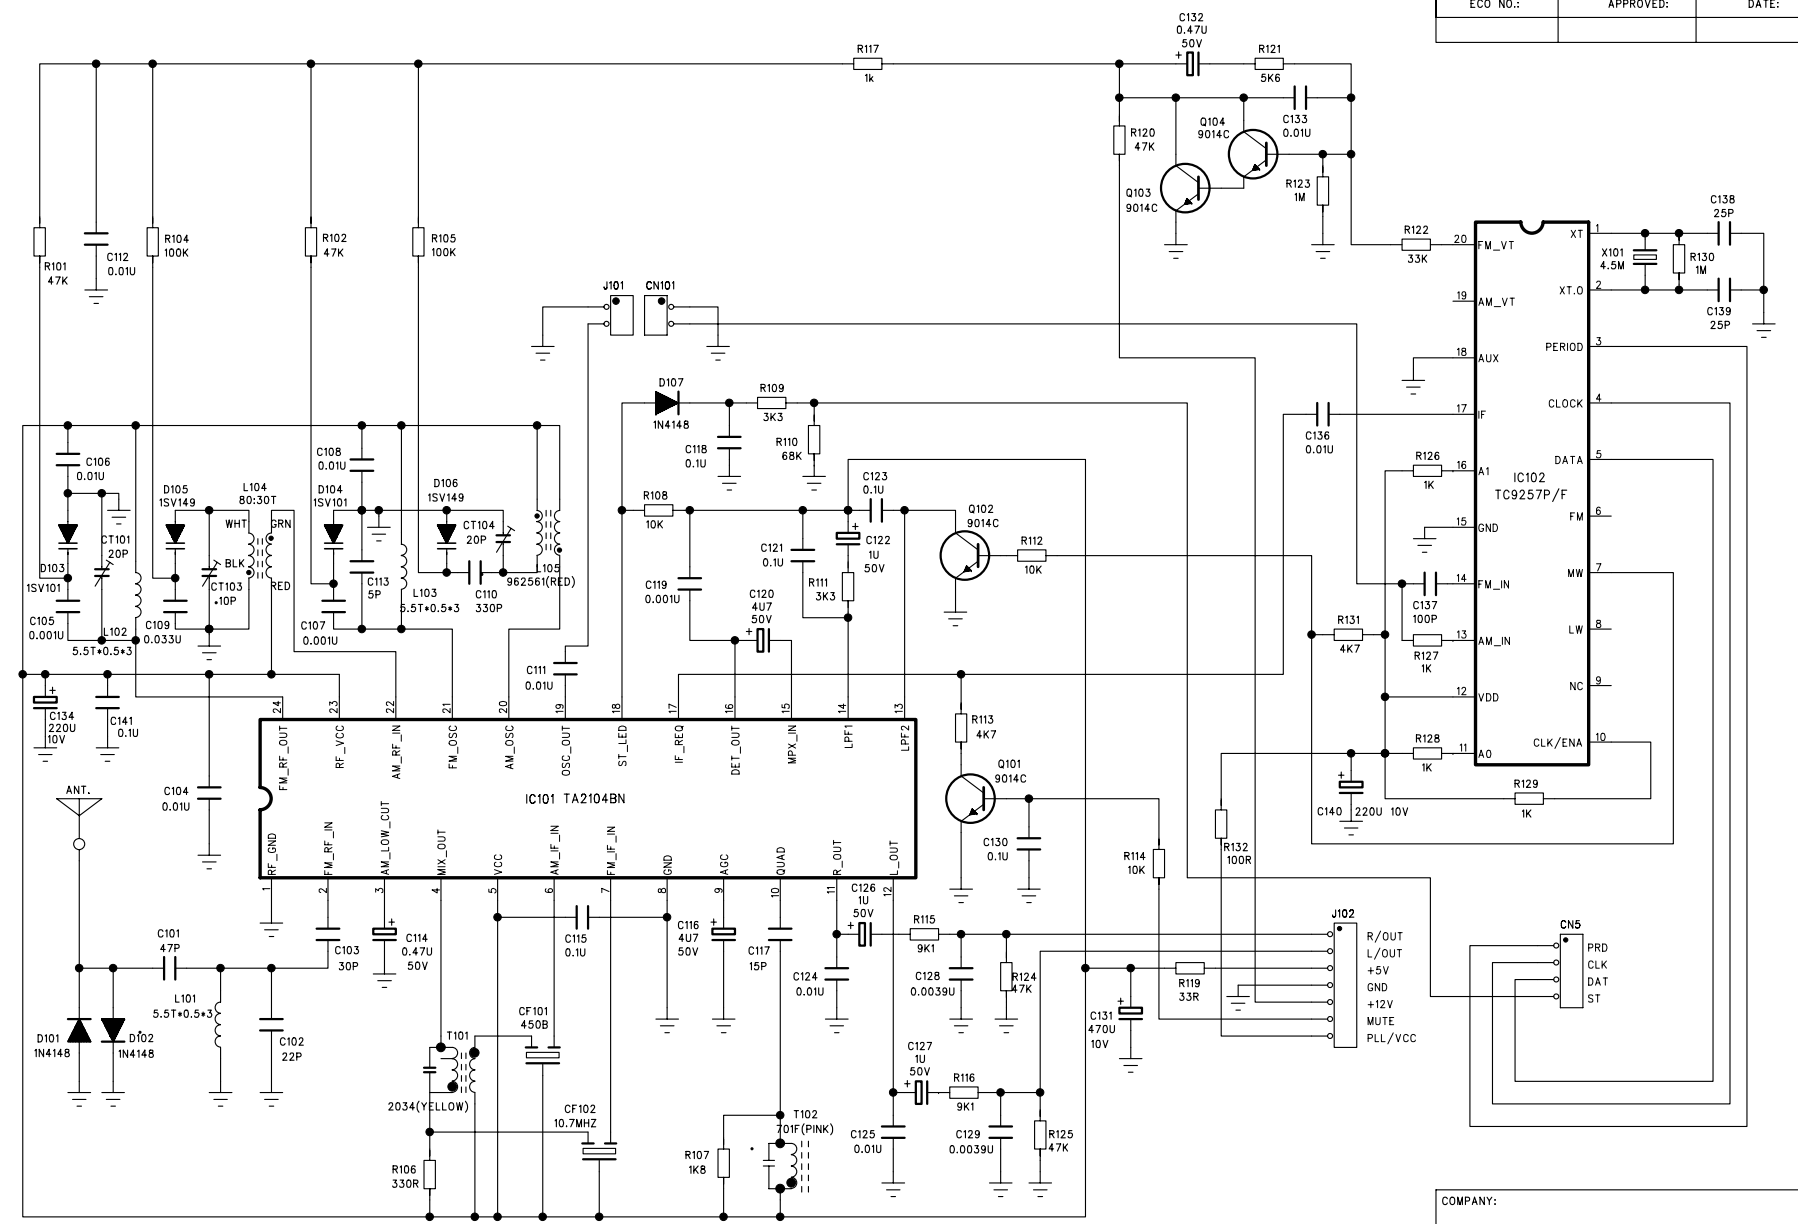 ECO NO.: APPROVED: DATE:
C132
0.47U
50V
+
R117
1k
R121
5K6
C133
0.01U
Q104
9014C
R120
47K
Q103
9014C
R123
1M
R122
33K
R101
47K
C112
0.01U
R104
100K
R102
47K
R105
100K
J101
CN101
C138
25P
X101
4.5M
R130
1M
C139
25P
20 FM_VT
19 AM_VT
18 AUX
17 IF
16 A1
15 GND
14 FM_IN
13 AM_IN
12 VDD
11 A0
XT 1
XT.O 2
PERIOD 3
CLOCK 4
DATA 5
FM 6
MW 7
LW 8
NC 9
CLK/ENA 10
IC102
TC9257P/F
D107
1N4148
R109
3K3
C118
0.1U
R110
68K
C136
0.01U
R126
1K
C137
100P
R127
1K
R131
4K7
R128
1K
R129
1K
C140 220U 10V
+
R132
100R
C106
0.01U
D103
1SV101
CT101
20P
C105
0.001U
L102
5.5T*0.5*3
D105
1SV149
C109
0.033U
CT103
10P
L104
80:30T
WHT
GRN
BLK
RED
C108
0.01U
D104
1SV101
C107
0.001U
C113
5P
L103
5.5T*0.5*3
D106
1SV149
CT104
20P
C110
330P
L105
962561(RED)
C111
0.01U
R108
10K
C119
0.001U
C120
4U7
50V
+
C121
0.1U
R111
3K3
C122
1U
50V
+
C123
0.1U
Q102
9014C
R112
10K
C134
220U
10V
+
C141
0.1U
C104
0.01U
24 23 22 21 20 19 18 17 16 15 14 13
FM_RF_OUT
RF_VCC
AM_RF_IN
FM_OSC
AM_OSC
OSC_OUT
ST_LED
IF_REQ
DET_OUT
MPX_IN
LPF1
LPF2
IC101 TA2104BN
RF_GND
FM_RF_IN
AM_LOW_CUT
MIX_OUT
VCC
AM_IF_IN
FM_IF_IN
GND
AGC
QUAD
R_OUT
L_OUT
1 2 3 4 5 6 7 8 9 10 11 12
R113
4K7
Q101
9014C
C130
0.1U
R114
10K
ANT.
C101
47P
L101
5.5T*0.5*3
D101
1N4148
D102
1N4148
C102
22P
C103
30P
C114
0.47U
50V
+
C115
0.1U
C116
4U7
50V
+
C117
15P
C126
1U
50V
+
R115
9K1
C124
0.01U
C128
0.0039U
R124
47K
C127
1U
50V
+
R116
9K1
C125
0.01U
C129
0.0039U
R125
47K
R119
33R
C131
470U
10V
+
J102
R/OUT
L/OUT
+5V
GND
+12V
MUTE
PLL/VCC
CN5
PRD
CLK
DAT
ST
T101
2034(YELLOW)
CF101
450B
CF102
10.7MHZ
R106
330R
R107
1K8
T102
701F(PINK)
COMPANY: